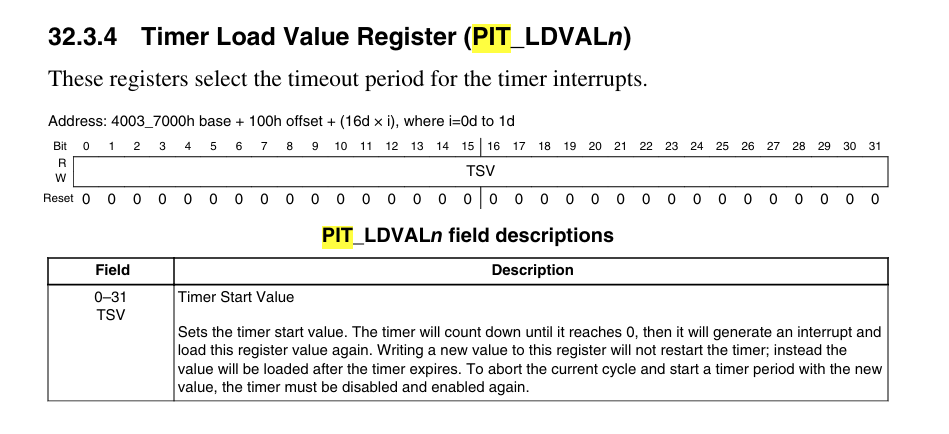 32.3.4 Timer Load Value Register (PIT_LDVALn)
These registers select the timeout period for the timer interrupts.
Address: 4003_7000h base + 100h offset + (16d × i), where i=0d to 1d
Bit 0 1 2 3 4 5 6 7 8 9 10 11 12 13 14 15 16 17 18 19 20 21 22 23 24 25 26 27 28 29 30 31
R
TSV
W
Reset 0 0 0 0 0 0 0 0 0 0 0 0 0 0 0 0 0 0 0 0 0 0 0 0 0 0 0 0 0 0 0 0
PIT_LDVALn field descriptions
Field Description
0–31 Timer Start Value
TSV
Sets the timer start value. The timer will count down until it reaches 0, then it will generate an interrupt and
load this register value again. Writing a new value to this register will not restart the timer; instead the
value will be loaded after the timer expires. To abort the current cycle and start a timer period with the new
value, the timer must be disabled and enabled again.